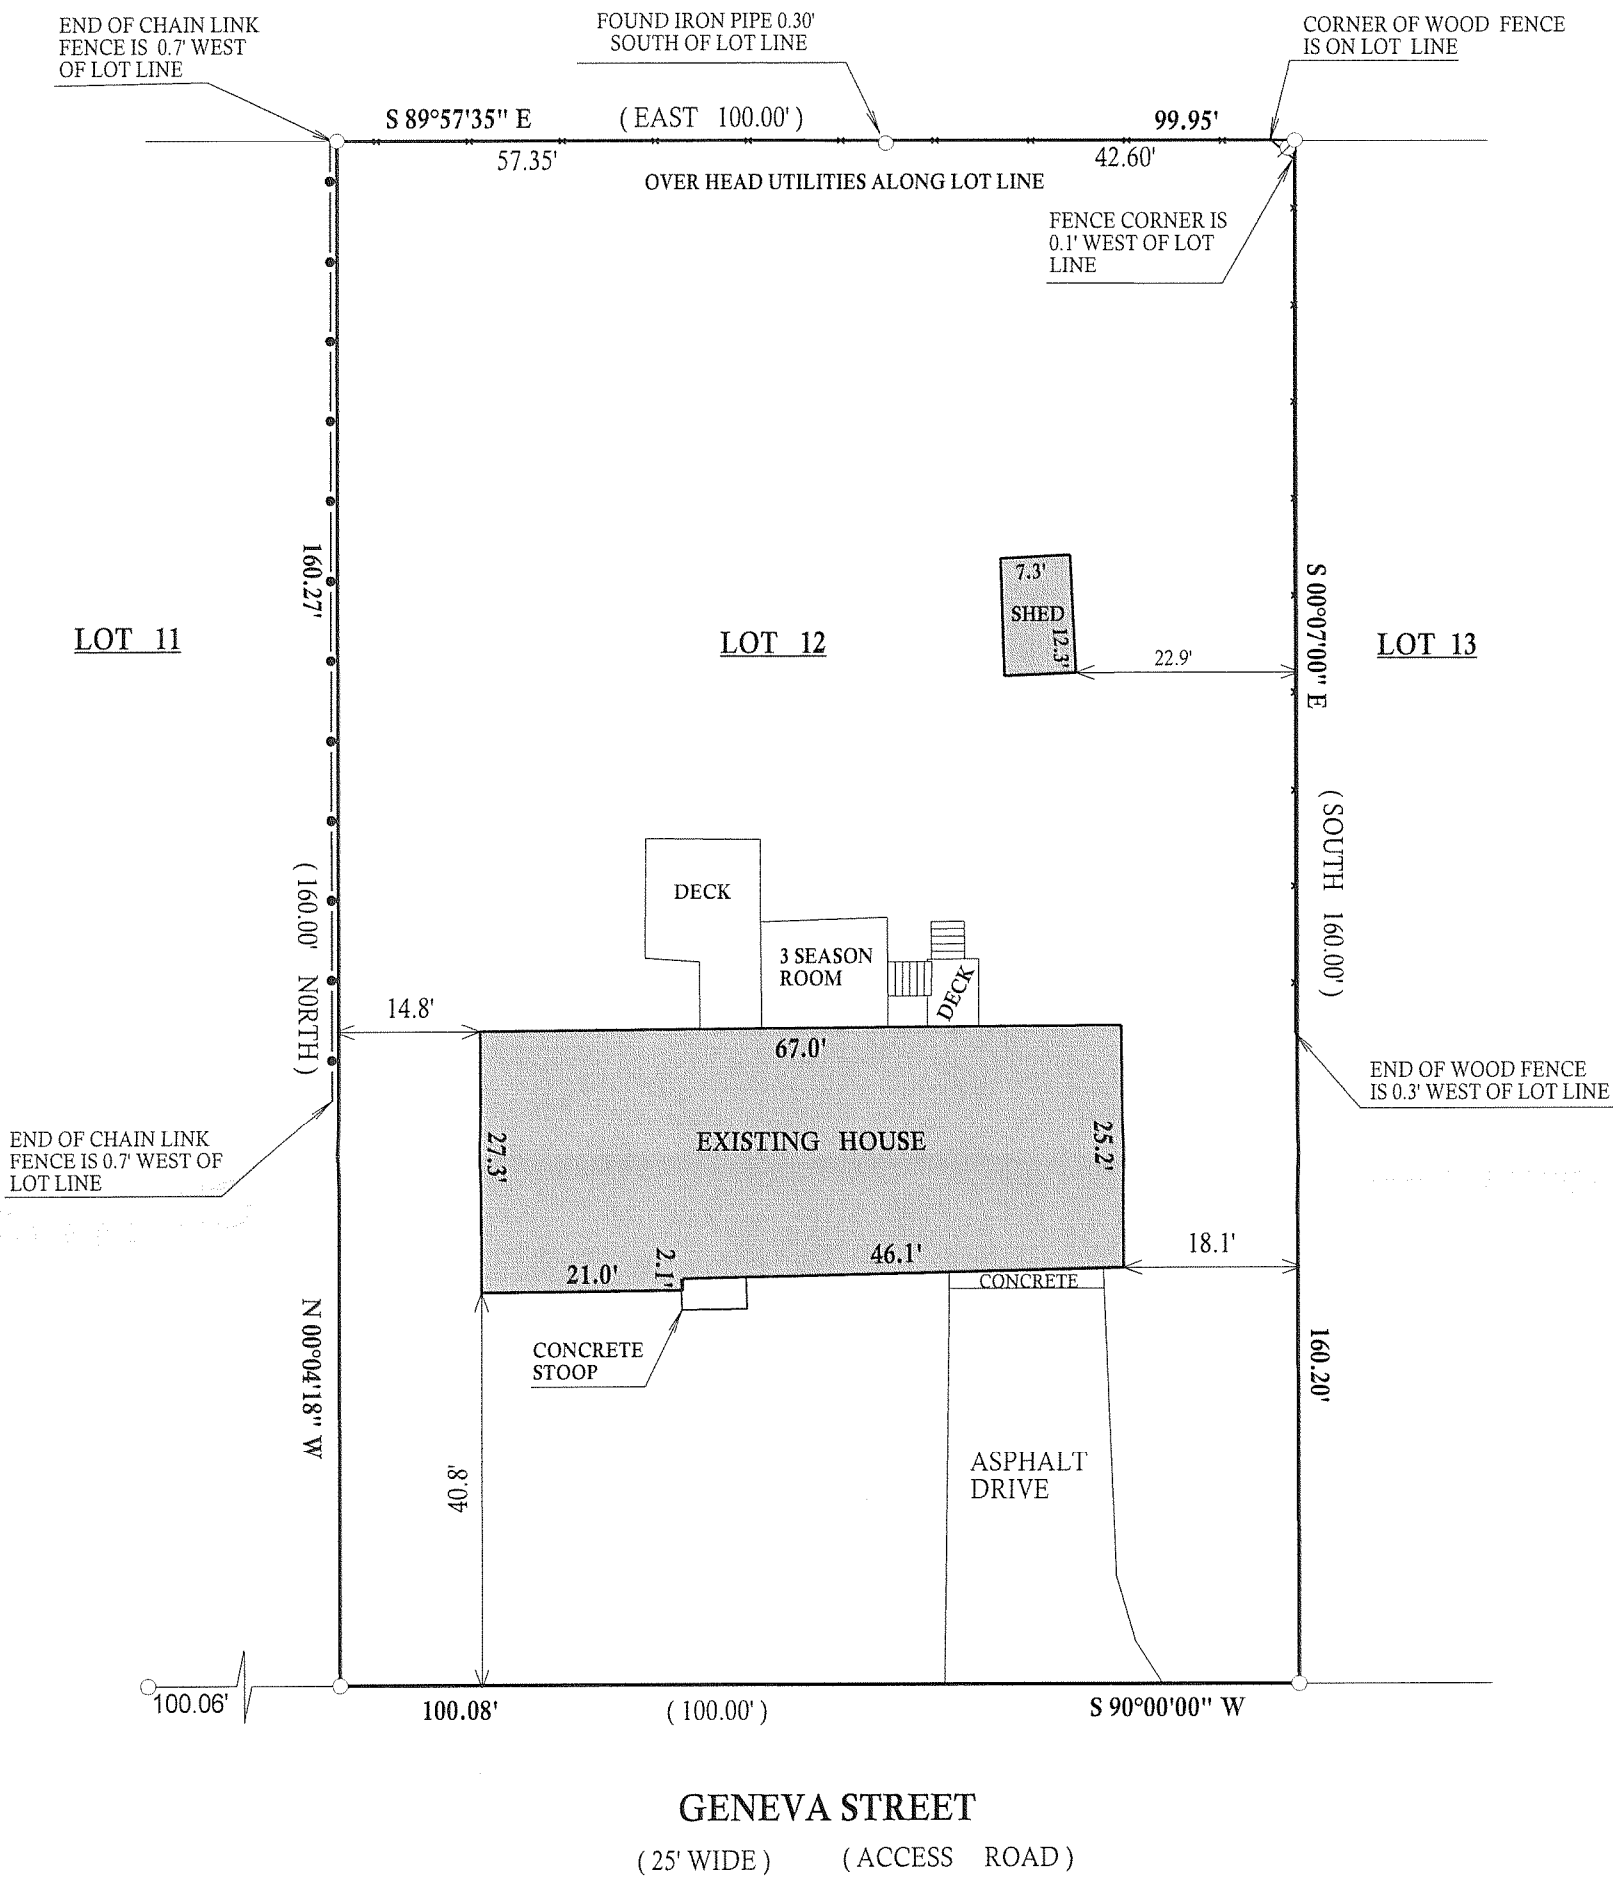 END OF CHAIN LINK
FENCE IS 0.7' WEST
OF LOT LINE
FOUND IRON PIPE 0.30'
SOUTH OF LOT LINE
CORNER OF WOOD FENCE
IS ON LOT LINE
S 89°57'35" E
( EAST 100.00' )
99.95'
57.35'
42.60'
OVER HEAD UTILITIES ALONG LOT LINE
FENCE CORNER IS
0.1' WEST OF LOT
LINE
160.27'
7.3'
SHED
12.3'
22.9'
S 00°07'00" E
LOT 11
LOT 12
LOT 13
( SOUTH 160.00' )
( 160.00' NORTH )
DECK
3 SEASON
ROOM
DECK
14.8'
67.0'
END OF WOOD FENCE
IS 0.3' WEST OF LOT LINE
END OF CHAIN LINK
FENCE IS 0.7' WEST OF
LOT LINE
27.3'
EXISTING HOUSE
25.2'
21.0'
2.1'
46.1'
18.1'
CONCRETE
CONCRETE
STOOP
N 00°04'18" W
160.20'
40.8'
ASPHALT
DRIVE
100.06'
100.08'
( 100.00' )
S 90°00'00" W
GENEVA STREET
( 25' WIDE ) ( ACCESS ROAD )